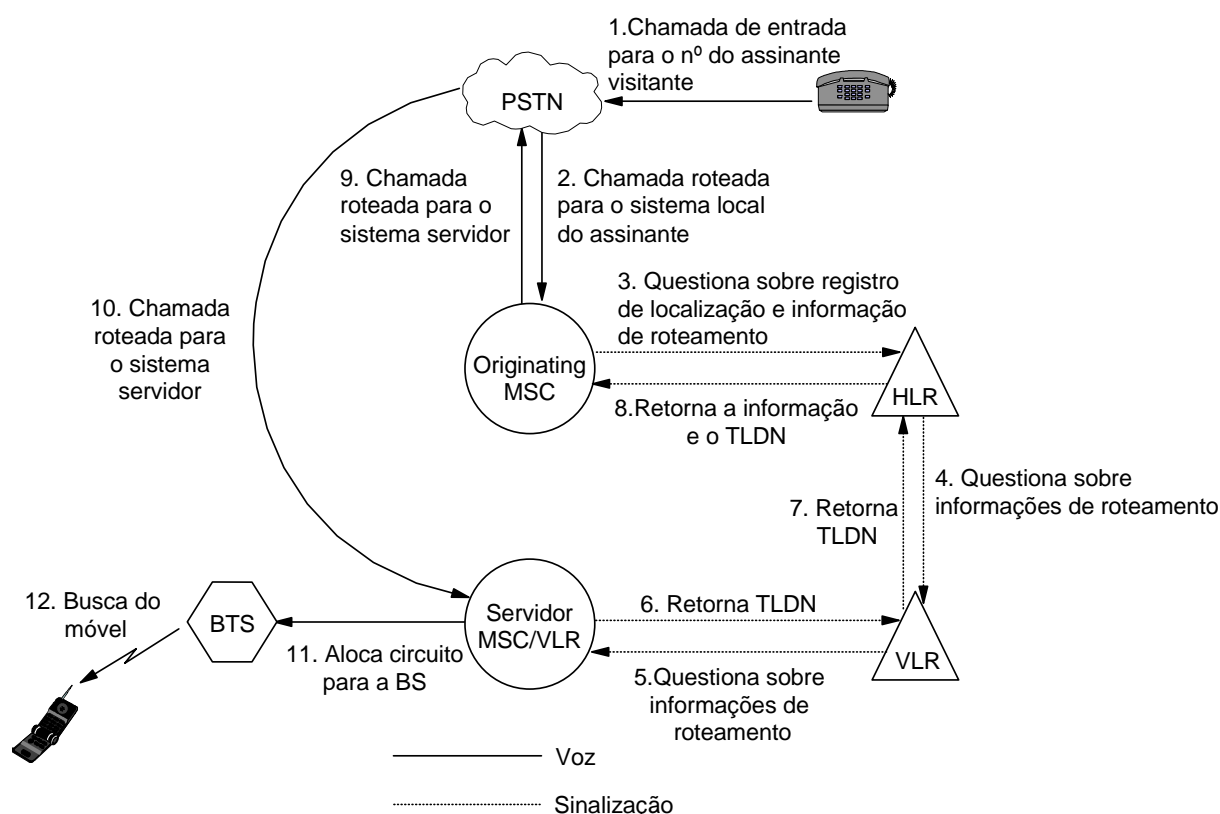 1.Chamada de entrada
para o nº do assinante
visitante
PSTN
9. Chamada
roteada para o
sistema servidor
2. Chamada roteada
para o sistema local
do assinante
3. Questiona sobre registro
de localização e informação
de roteamento
10. Chamada
roteada para
o sistema
servidor
Originating
MSC
HLR
8.Retorna a informação
e o TLDN
4. Questiona sobre
informações de roteamento
7. Retorna
TLDN
12. Busca do
móvel
BTS
Servidor
MSC/VLR
6. Retorna TLDN
VLR
11. Aloca circuito
para a BS
5.Questiona sobre
informações de
roteamento
Voz
Sinalização